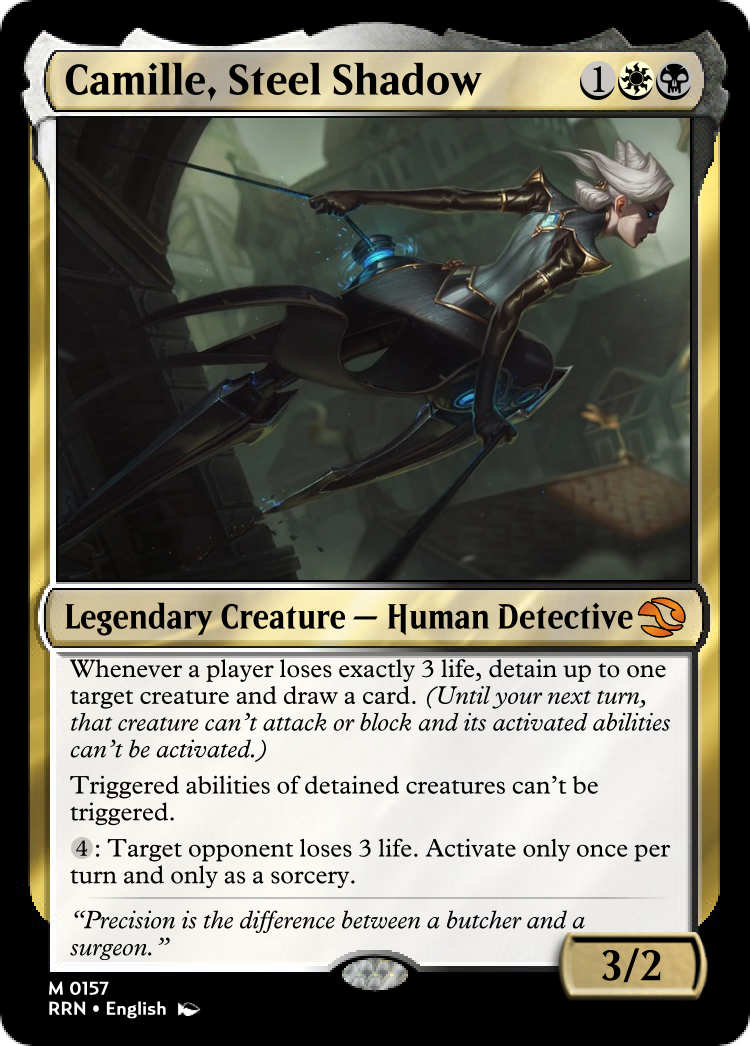 Camille, Steel Shadow 1
Legendary Creature — Human Detective
Whenever a player loses exactly 3 life, detain up to one
target creature and draw a card. (Until your next turn,
that creature can't attack or block and its activated abilities
can't be activated.)
Triggered abilities of detained creatures can't be
triggered.
4: Target opponent loses 3 life. Activate only once per
turn and only as a sorcery.
“Precision is the difference between a butcher and a
surgeon.”
3/2
M 0157
RRN • English